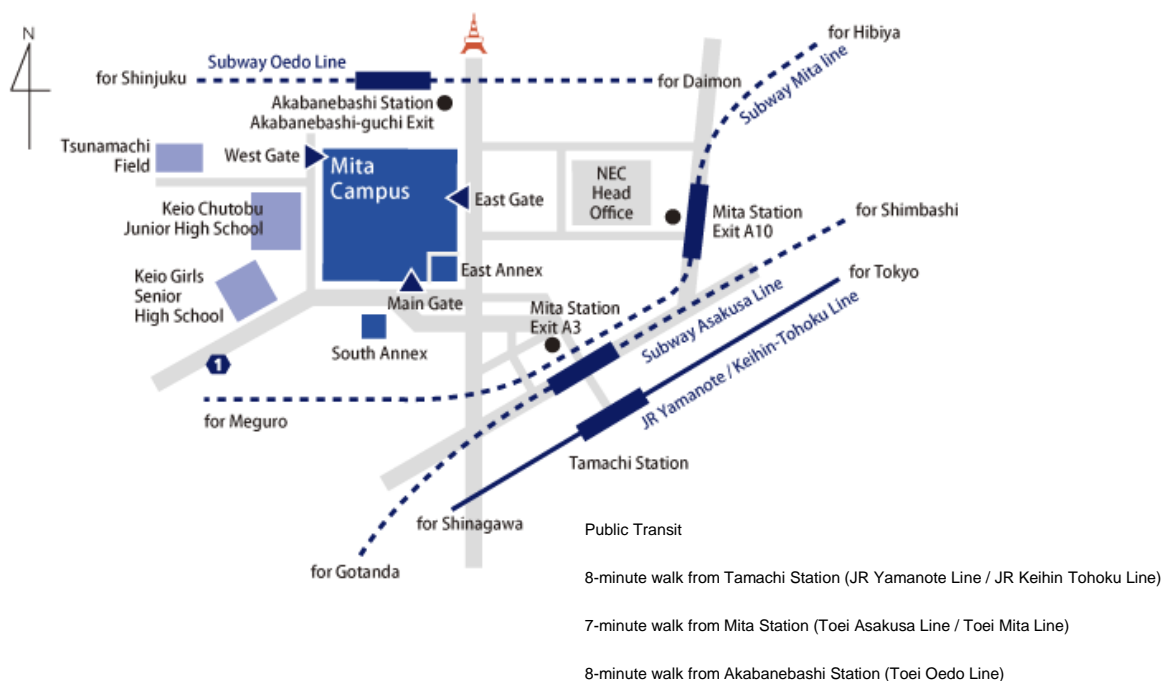 N
for Hibiya
Subway Oedo Line
for Shinjuku
for Daimon
Subway Mita line
Akabanebashi Station
Akabanebashi-guchi Exit
Tsunamachi
Field
West Gate
Mita
Campus
NEC
Head
Office
East Gate
Keio Chutobu
Junior High School
Mita Station
Exit A10
for Shimbashi
East Annex
for Tokyo
Keio Girls
Senior
High School
Main Gate
Mita Station
Exit A3
Subway Asakusa Line
South Annex
1
JR Yamanote / Keihin-Tohoku Line
for Meguro
Tamachi Station
for Shinagawa
for Gotanda
Public Transit
8-minute walk from Tamachi Station (JR Yamanote Line / JR Keihin Tohoku Line)
7-minute walk from Mita Station (Toei Asakusa Line / Toei Mita Line)
8-minute walk from Akabanebashi Station (Toei Oedo Line)